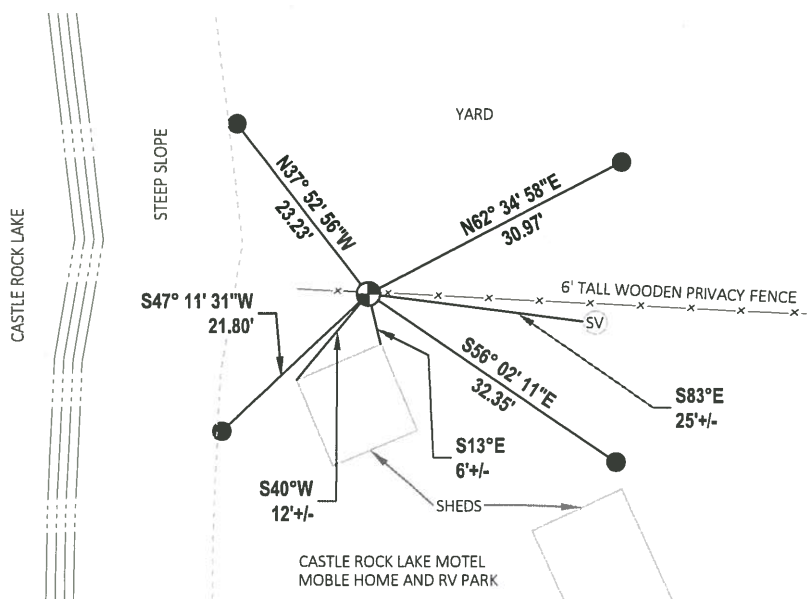 YARD
STEEP SLOPE
CASTLE ROCK LAKE
N37° 52' 56"W
23.23'
N62° 34' 58"E
30.97'
6' TALL WOODEN PRIVACY FENCE
S47° 11' 31"W
21.80'
SV
S56° 02' 11"E
32.35'
S83°E
25'+/-
S13°E
6'+/-
S40°W
12'+/-
SHEDS
CASTLE ROCK LAKE MOTEL
MOBLE HOME AND RV PARK